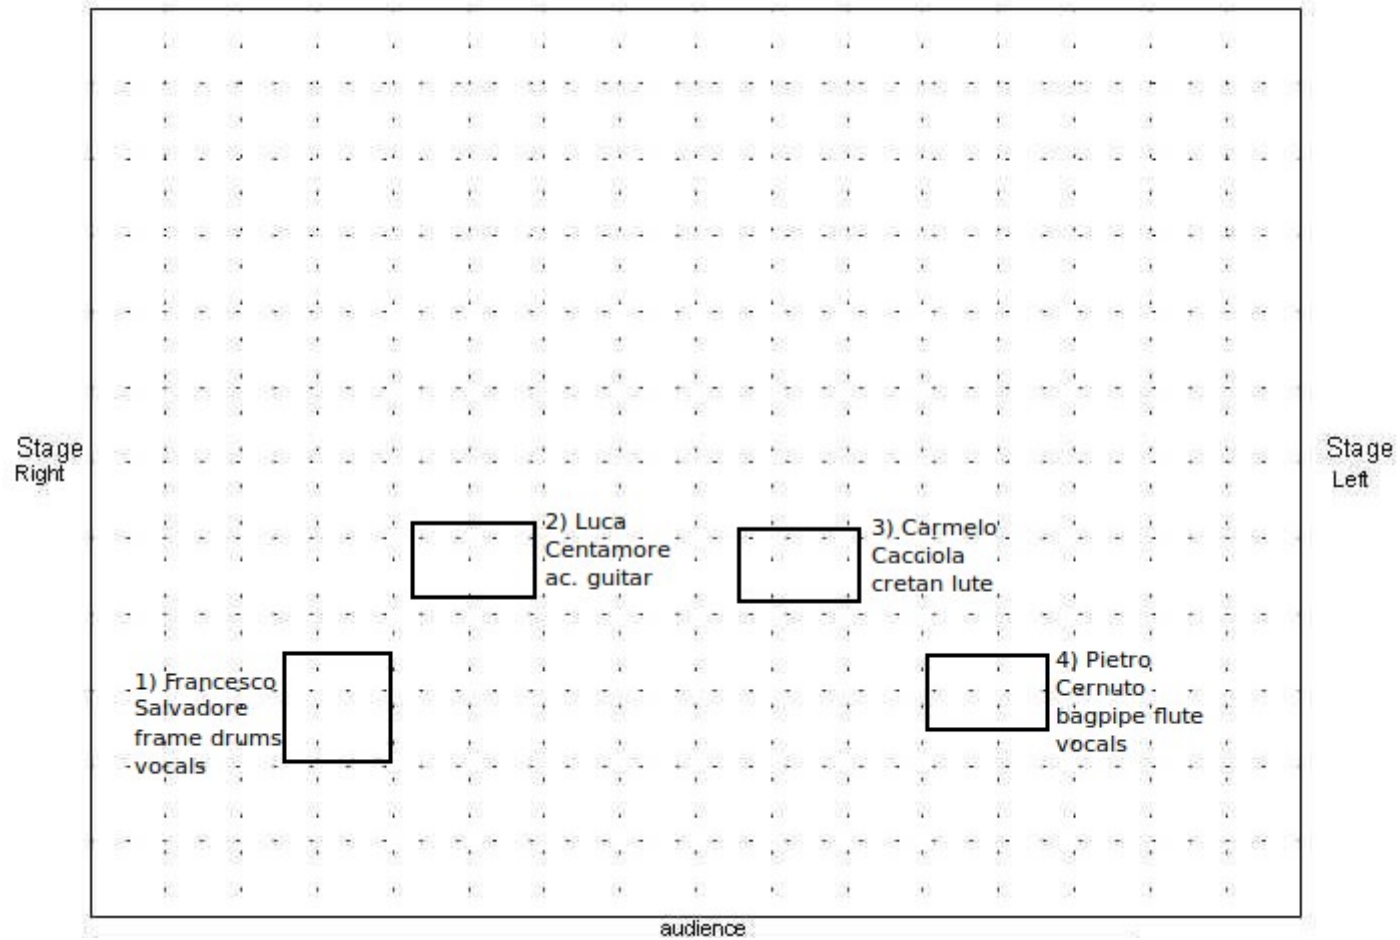 Stage
Right
Stage
Left
2) Luca
Centamore
ac. guitar
3) Carmelo
Cacciola
cretan lute
1) Francesco
Salvadore
frame drums
vocals
4) Pietro
Cernuto
bagpipe flute
vocals
audience